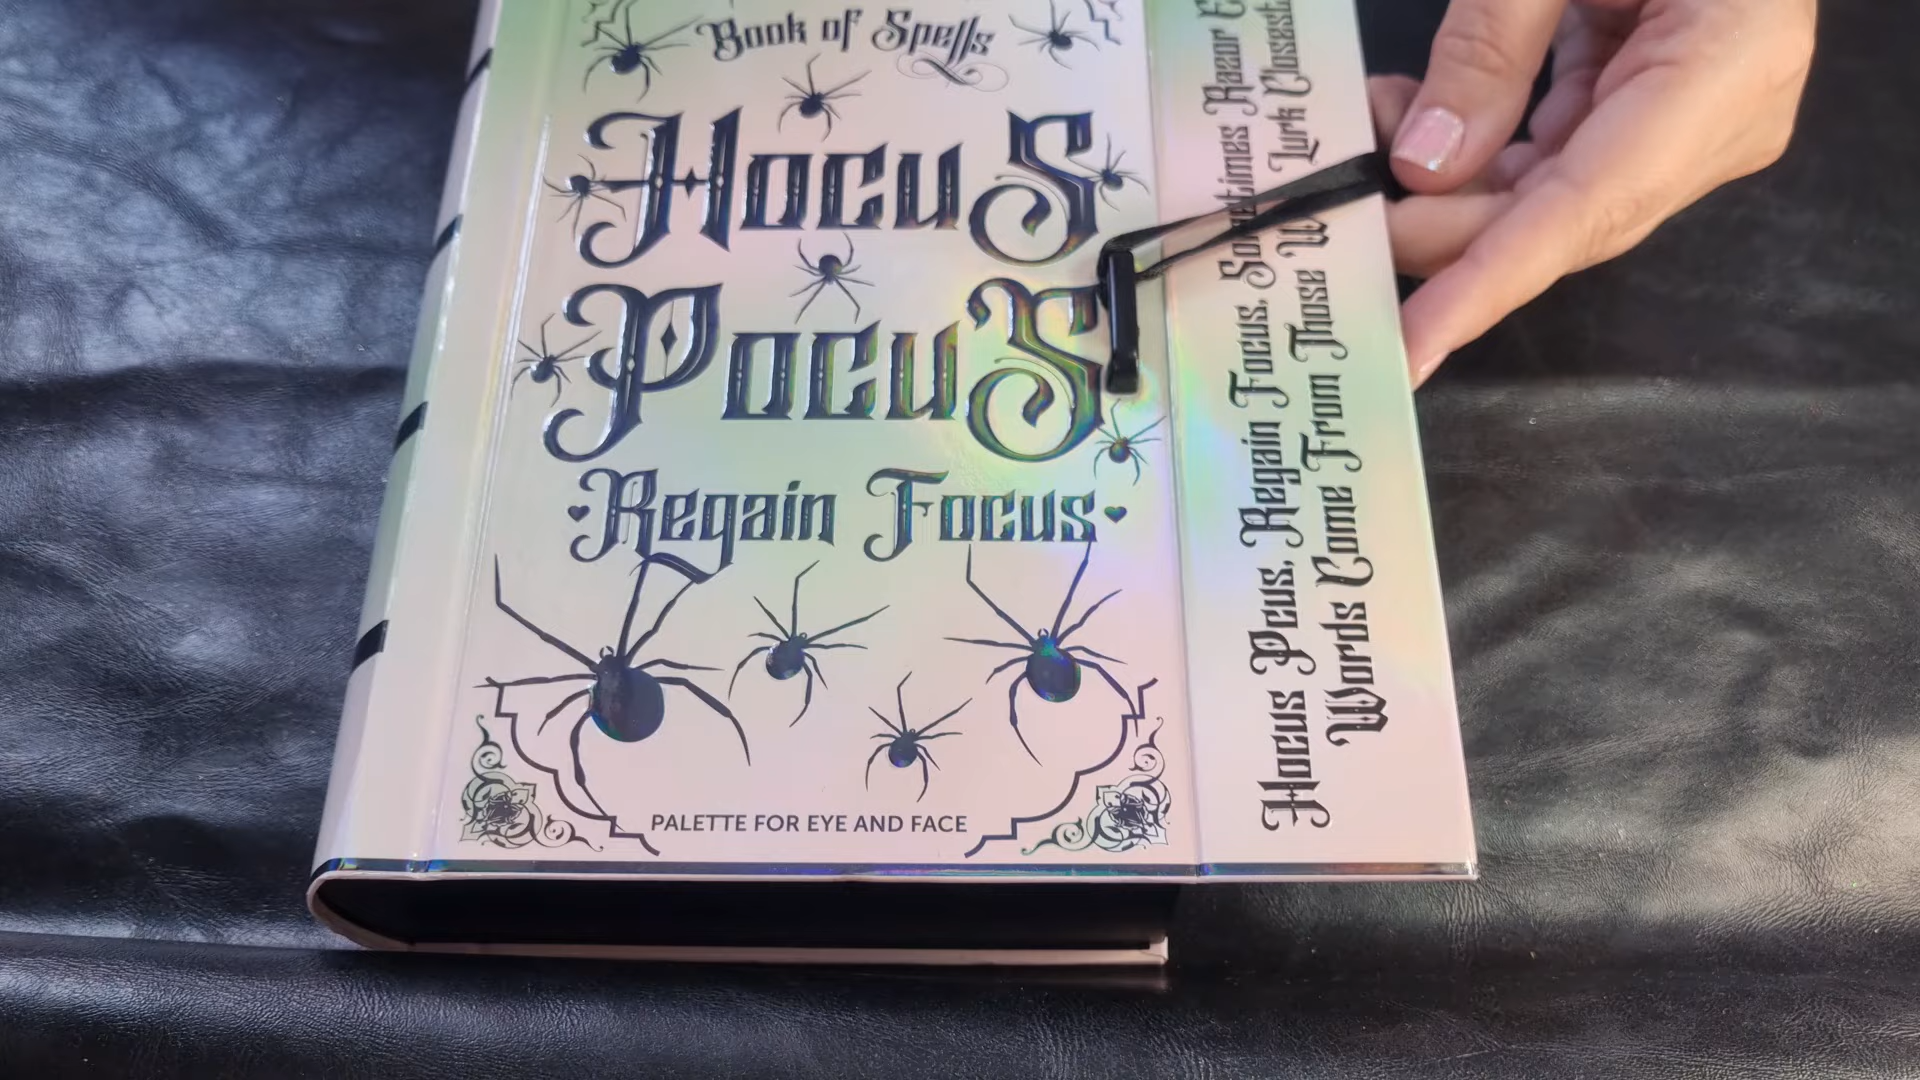 Book of Spells
Hocus
Pocus
Regain Focus
PALETTE FOR EYE AND FACE
Hocus Pcus, Regain Focus, Sometimes Razor
Words Come From Those Lurk Closest